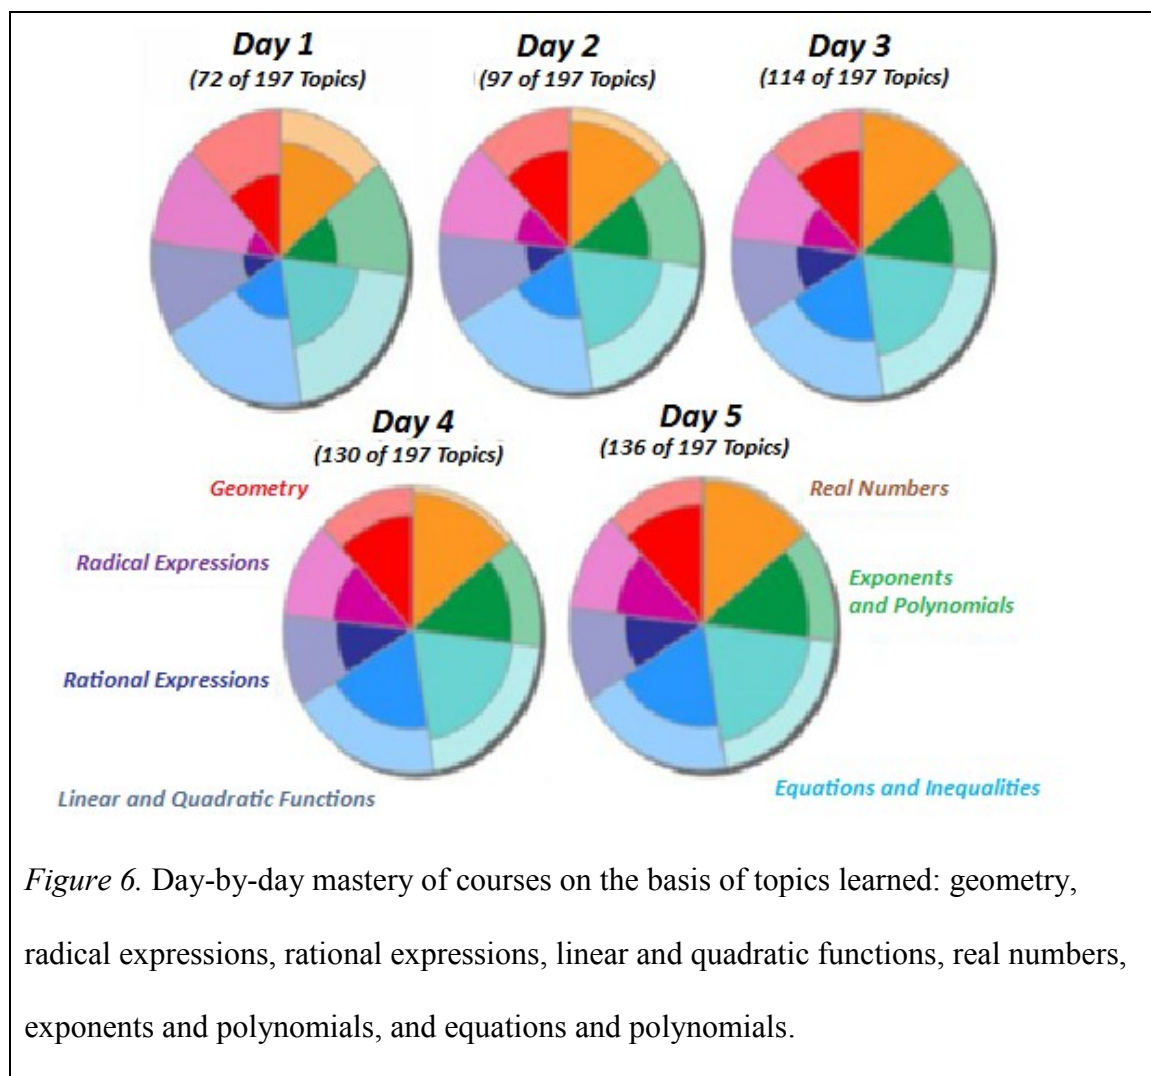 Day 1
(72 of 197 Topics)
Day 2
(97 of 197 Topics)
Day 3
(114 of 197 Topics)
Day 4
(130 of 197 Topics)
Day 5
(136 of 197 Topics)
Geometry
Real Numbers
Radical Expressions
Exponents
and Polynomials
Rational Expressions
Linear and Quadratic Functions
Equations and Inequalities
Figure 6. Day-by-day mastery of courses on the basis of topics learned: geometry,
radical expressions, rational expressions, linear and quadratic functions, real numbers,
exponents and polynomials, and equations and polynomials.